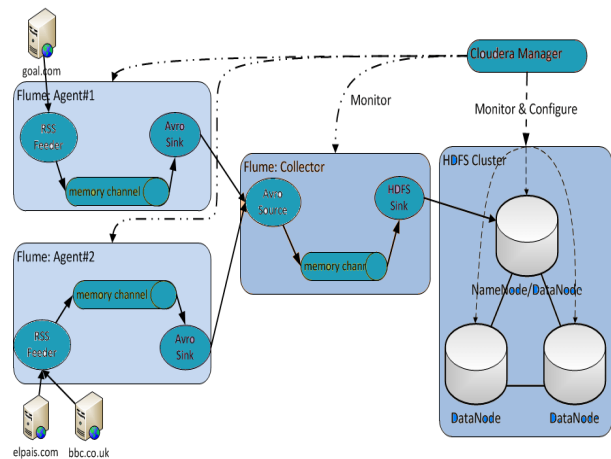 goal.com
Cloudera Manager
Flume: Agent#1
RSS
Feeder
Avro
Sink
memory channel
Monitor
Monitor & Configure
Flume: Collector
HDFS Cluster
Avro
Source
HDFS
Sink
memory chann
Flume: Agent#2
memory channel
RSS
Feeder
Avro
Sink
NameNode/DataNode
DataNode
DataNode
elpais.com
bbc.co.uk